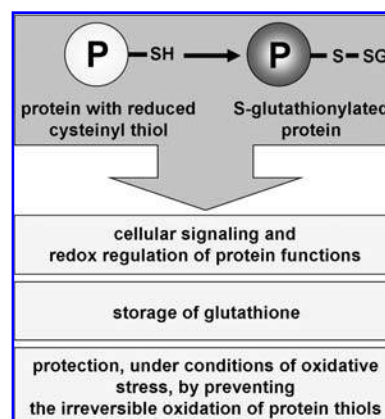 P -SH P - S - SG
protein with reduced S-glutathionylated
cysteinyl thiol protein
cellular signaling and
redox regulation of protein functions
storage of glutathione
protection, under conditions of oxidative
stress, by preventing
the irreversible oxidation of protein thiols